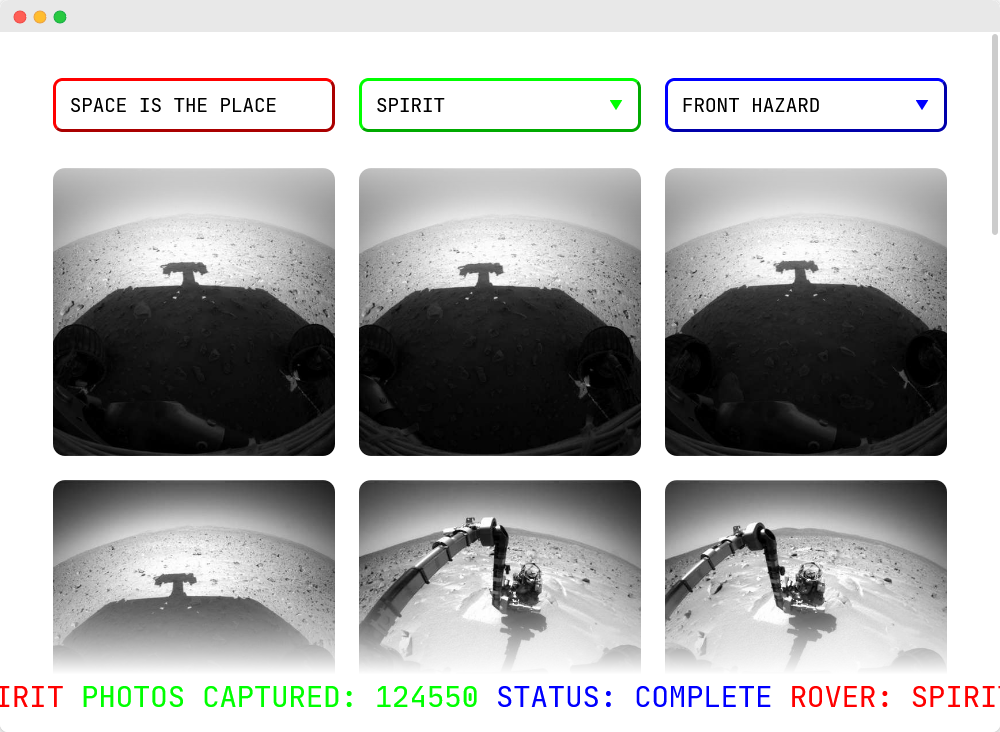 SPACE IS THE PLACE
SPIRIT
FRONT HAZARD
IRIT PHOTOS CAPTURED: 124550 STATUS: COMPLETE ROVER: SPIRI